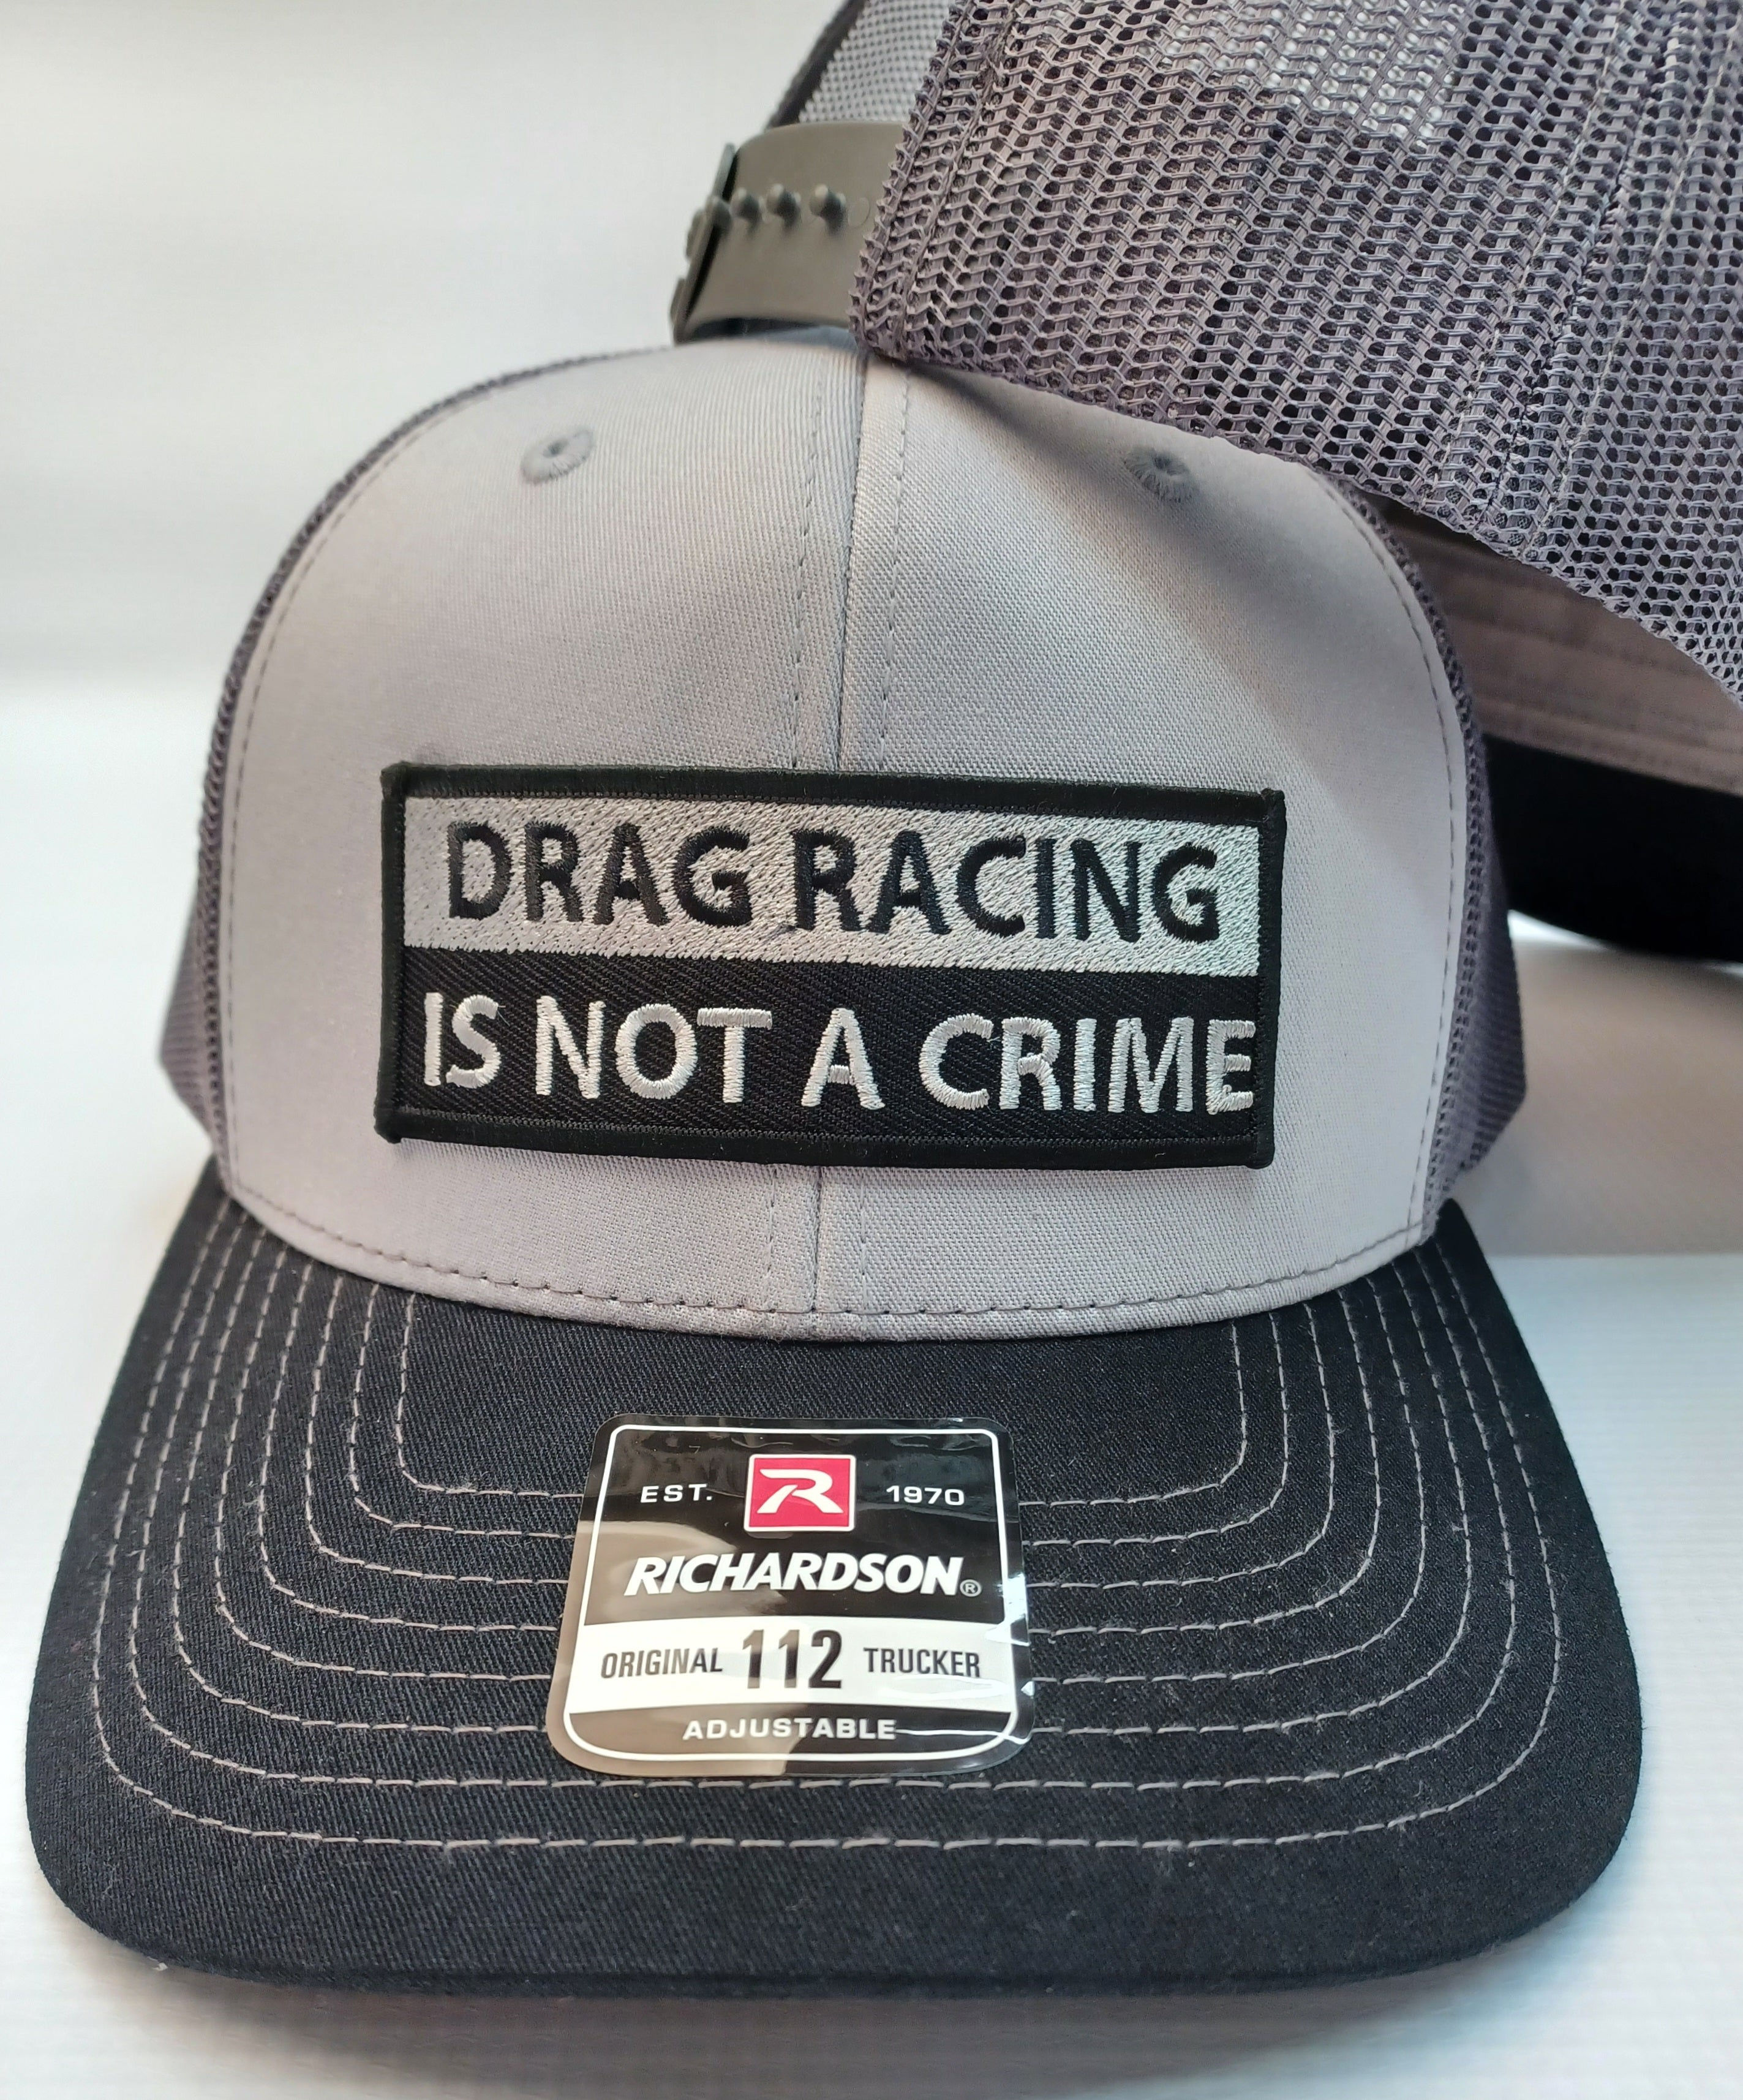 DRAG RACING
IS NOT A CRIME
EST. R 1970
RICHARDSON®
ORIGINAL 112 TRUCKER
ADJUSTABLE